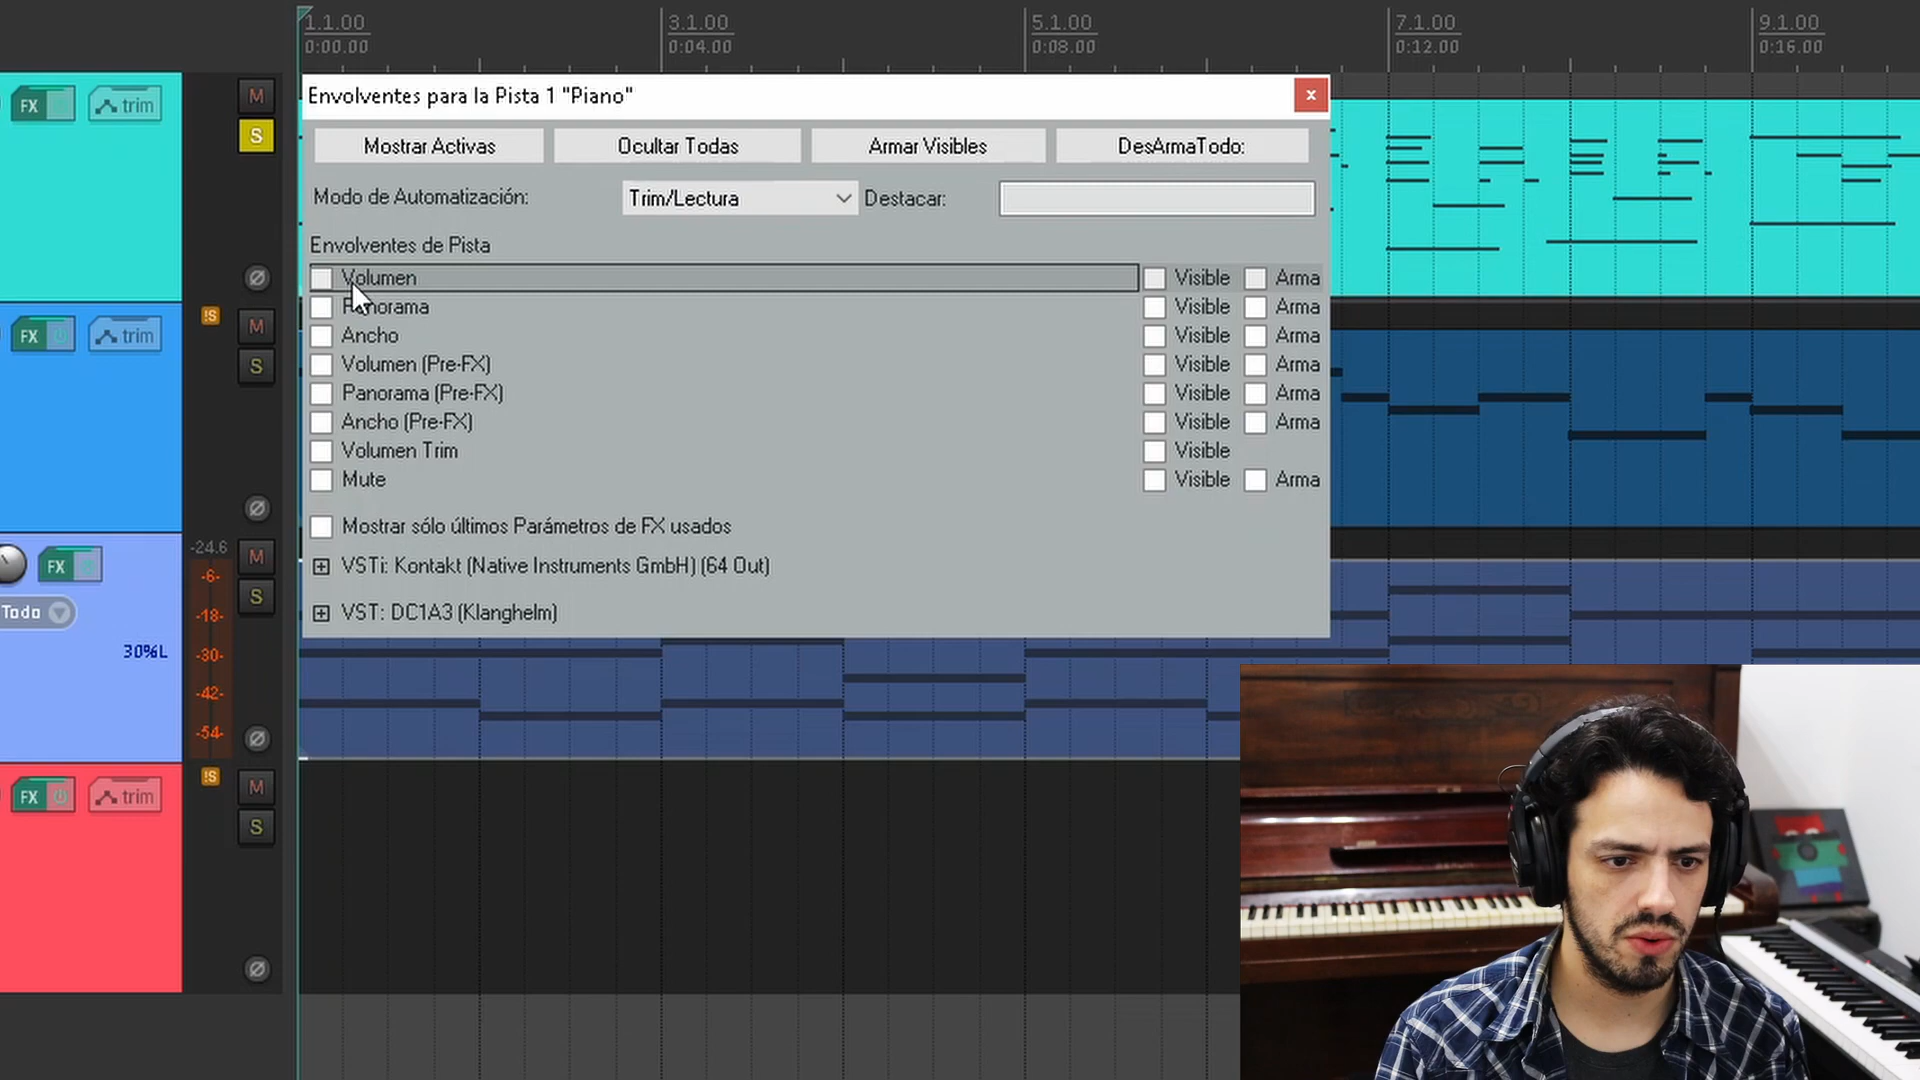 1.1.00
3.1.00
5.1.00
7.1.00
9.1.00
0:00.00
0:04.00
0:08.00
0:12.00
0:16.00
FX
trim
M
S
Envolventes para la Pista 1 "Piano"
x
Mostrar Activas
Ocultar Todas
Armar Visibles
DesArmaTodo:
Modo de Automatización:
Trim/Lectura
Destacar:
Envolventes de Pista
Volumen
Visible
Arma
Panorama
Visible
Arma
Ancho
Visible
Arma
Volumen (Pre-FX)
Visible
Arma
Panorama (Pre-FX)
Visible
Arma
Ancho (Pre-FX)
Visible
Arma
Volumen Trim
Visible
Mute
Visible
Arma
Mostrar sólo últimos Parámetros de FX usados
VSTi: Kontakt (Native Instruments GmbH) (64 Out)
VST: DC1A3 (Klanghelm)
FX
trim
!S
M
S
FX
Todo
30%L
-24.6
-6-
-18-
-30-
-42-
-54-
M
S
FX
trim
!S
M
S